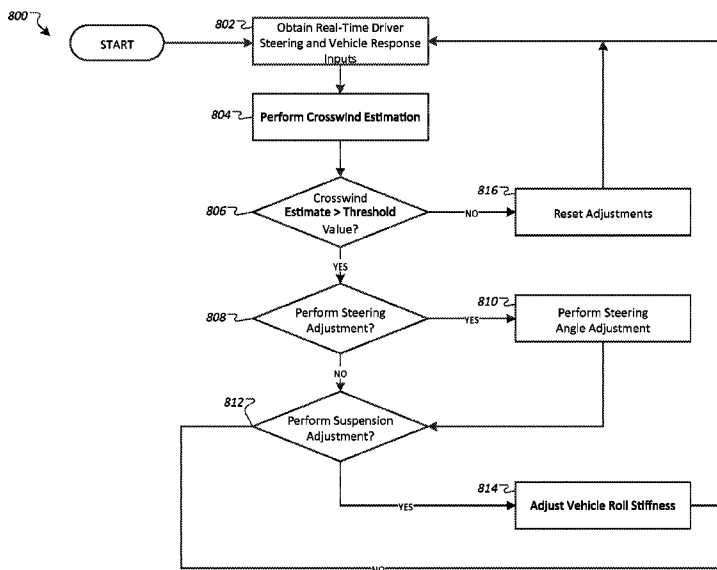 800
START
802
Obtain Real-Time Driver
Steering and Vehicle Response
Inputs
804
Perform Crosswind Estimation
806
Crosswind
Estimate > Threshold
Value?
NO
816
Reset Adjustments
YES
808
Perform Steering
Adjustment?
YES
810
Perform Steering
Angle Adjustment
NO
812
Perform Suspension
Adjustment?
YES
814
Adjust Vehicle Roll Stiffness
NO